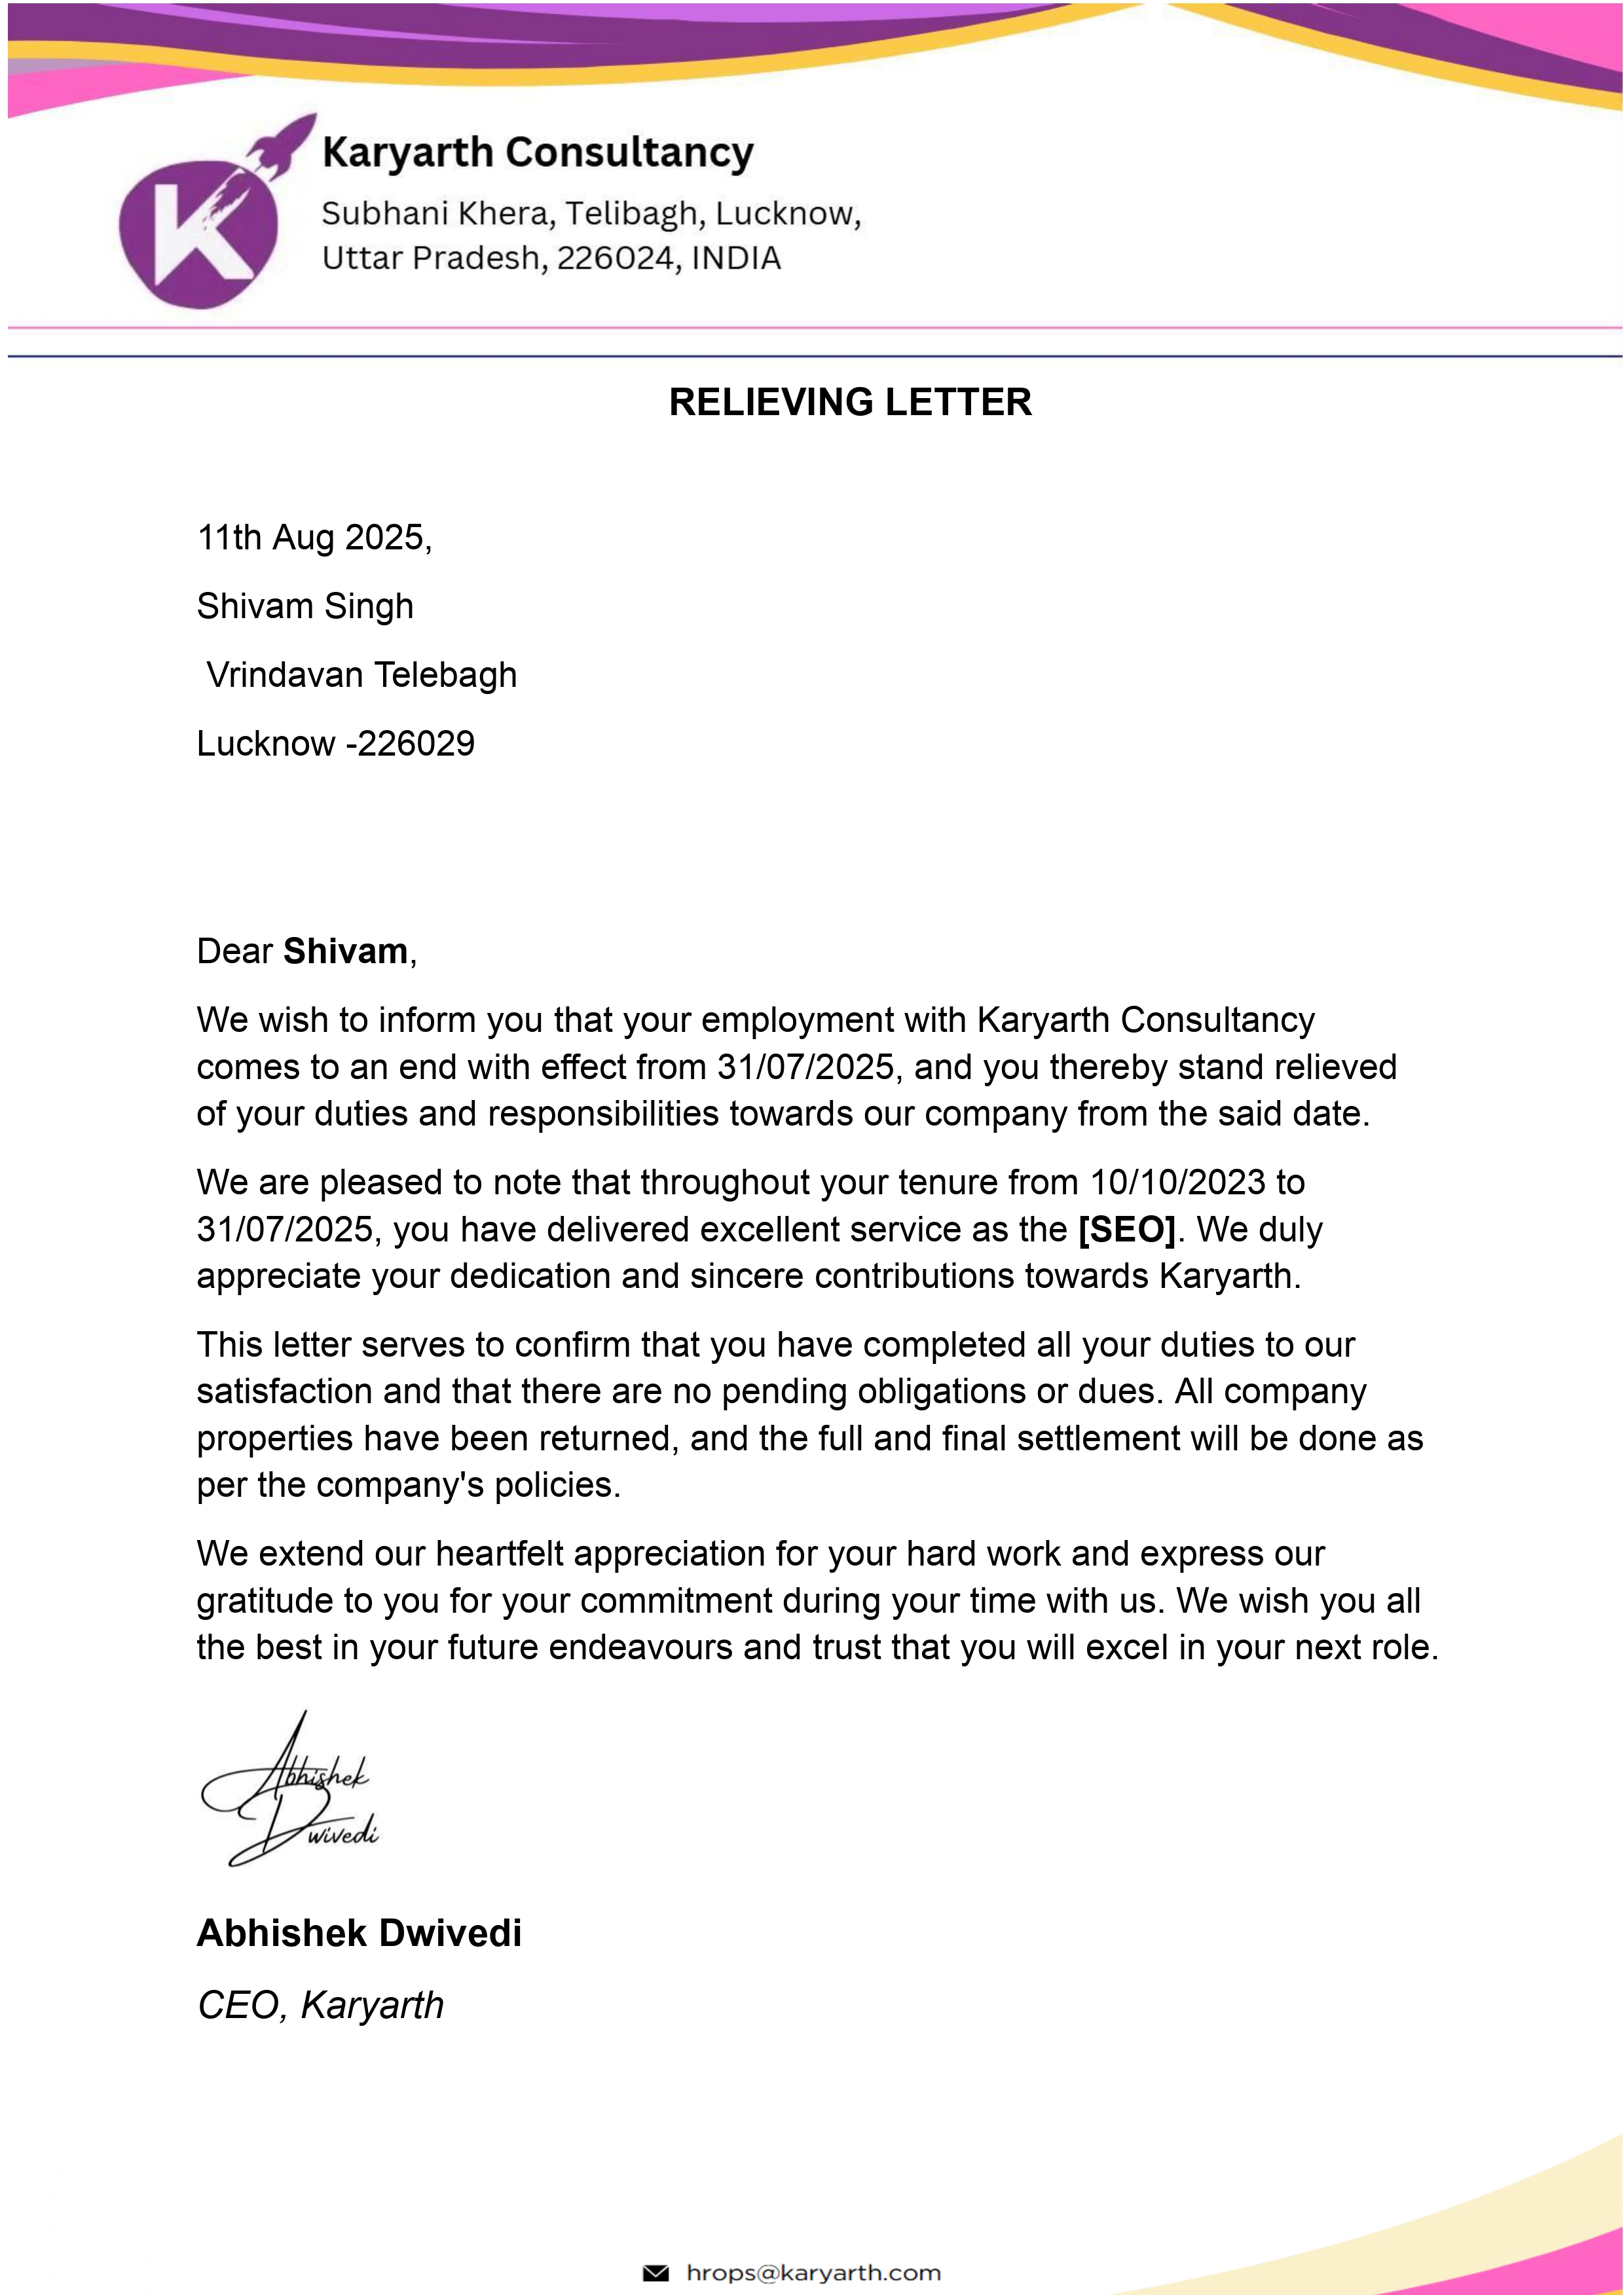 Karyarth Consultancy
Subhani Khera, Telibagh, Lucknow,
Uttar Pradesh, 226024, INDIA
RELIEVING LETTER
11th Aug 2025,
Shivam Singh
Vrindavan Telebagh
Lucknow -226029
Dear Shivam,
We wish to inform you that your employment with Karyarth Consultancy
comes to an end with effect from 31/07/2025, and you thereby stand relieved
of your duties and responsibilities towards our company from the said date.
We are pleased to note that throughout your tenure from 10/10/2023 to
31/07/2025, you have delivered excellent service as the [SEO]. We duly
appreciate your dedication and sincere contributions towards Karyarth.
This letter serves to confirm that you have completed all your duties to our
satisfaction and that there are no pending obligations or dues. All company
properties have been returned, and the full and final settlement will be done as
per the company's policies.
We extend our heartfelt appreciation for your hard work and express our
gratitude to you for your commitment during your time with us. We wish you all
the best in your future endeavours and trust that you will excel in your next role.
Abhishek
Dwivedi
Abhishek Dwivedi
CEO, Karyarth
hrops@karyarth.com